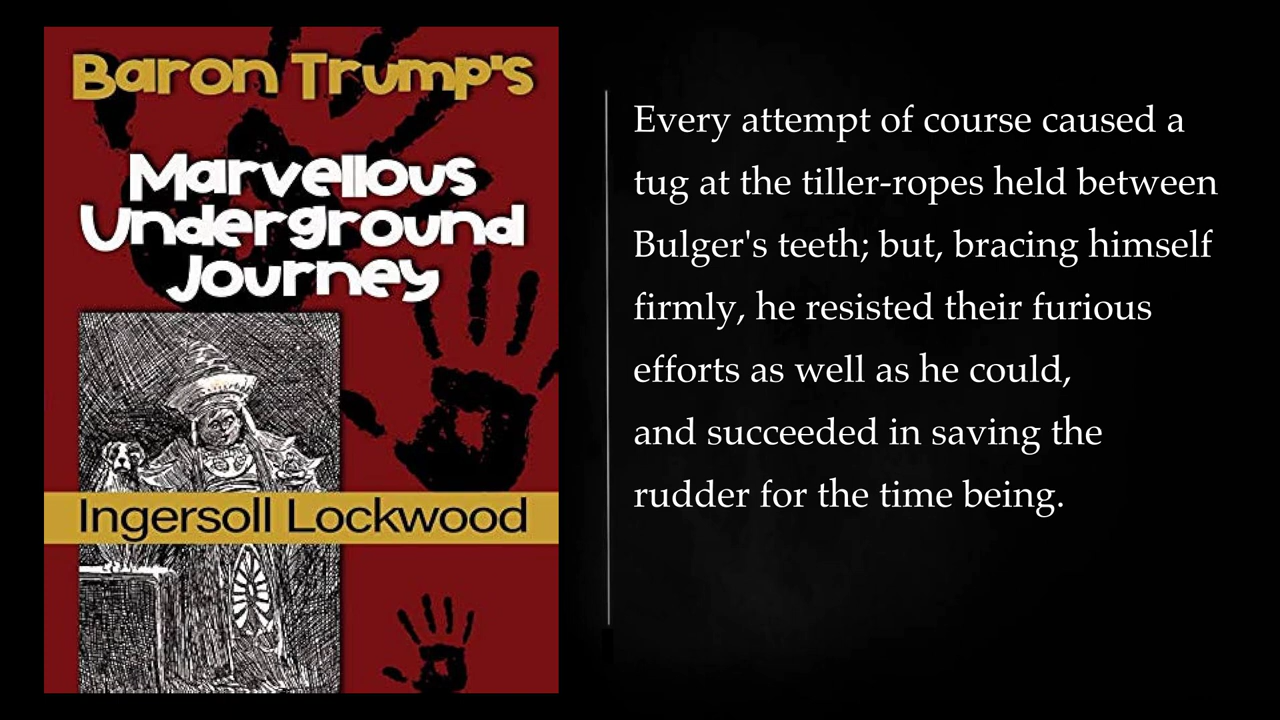 Baron Trump's
Marvellous
Underground
Journey
Ingersoll Lockwood
Every attempt of course caused a
tug at the tiller-ropes held between
Bulger's teeth; but, bracing himself
firmly, he resisted their furious
efforts as well as he could,
and succeeded in saving the
rudder for the time being.